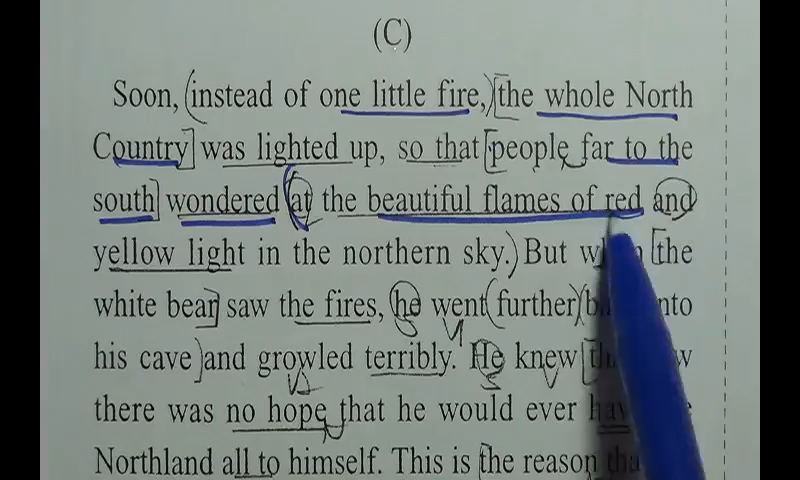 (C)
Soon, (instead of one little fire,) [the whole North
Country] was lighted up, so that [people far to the
south] wondered (at the beautiful flames of red and
yellow light in the northern sky.) But [the
white bear] saw the fires, he went (further)(
his cave) and growled terribly. He knew [
there was no hope that he would ever
Northland all to himself. This is [the reason
S V
V S V